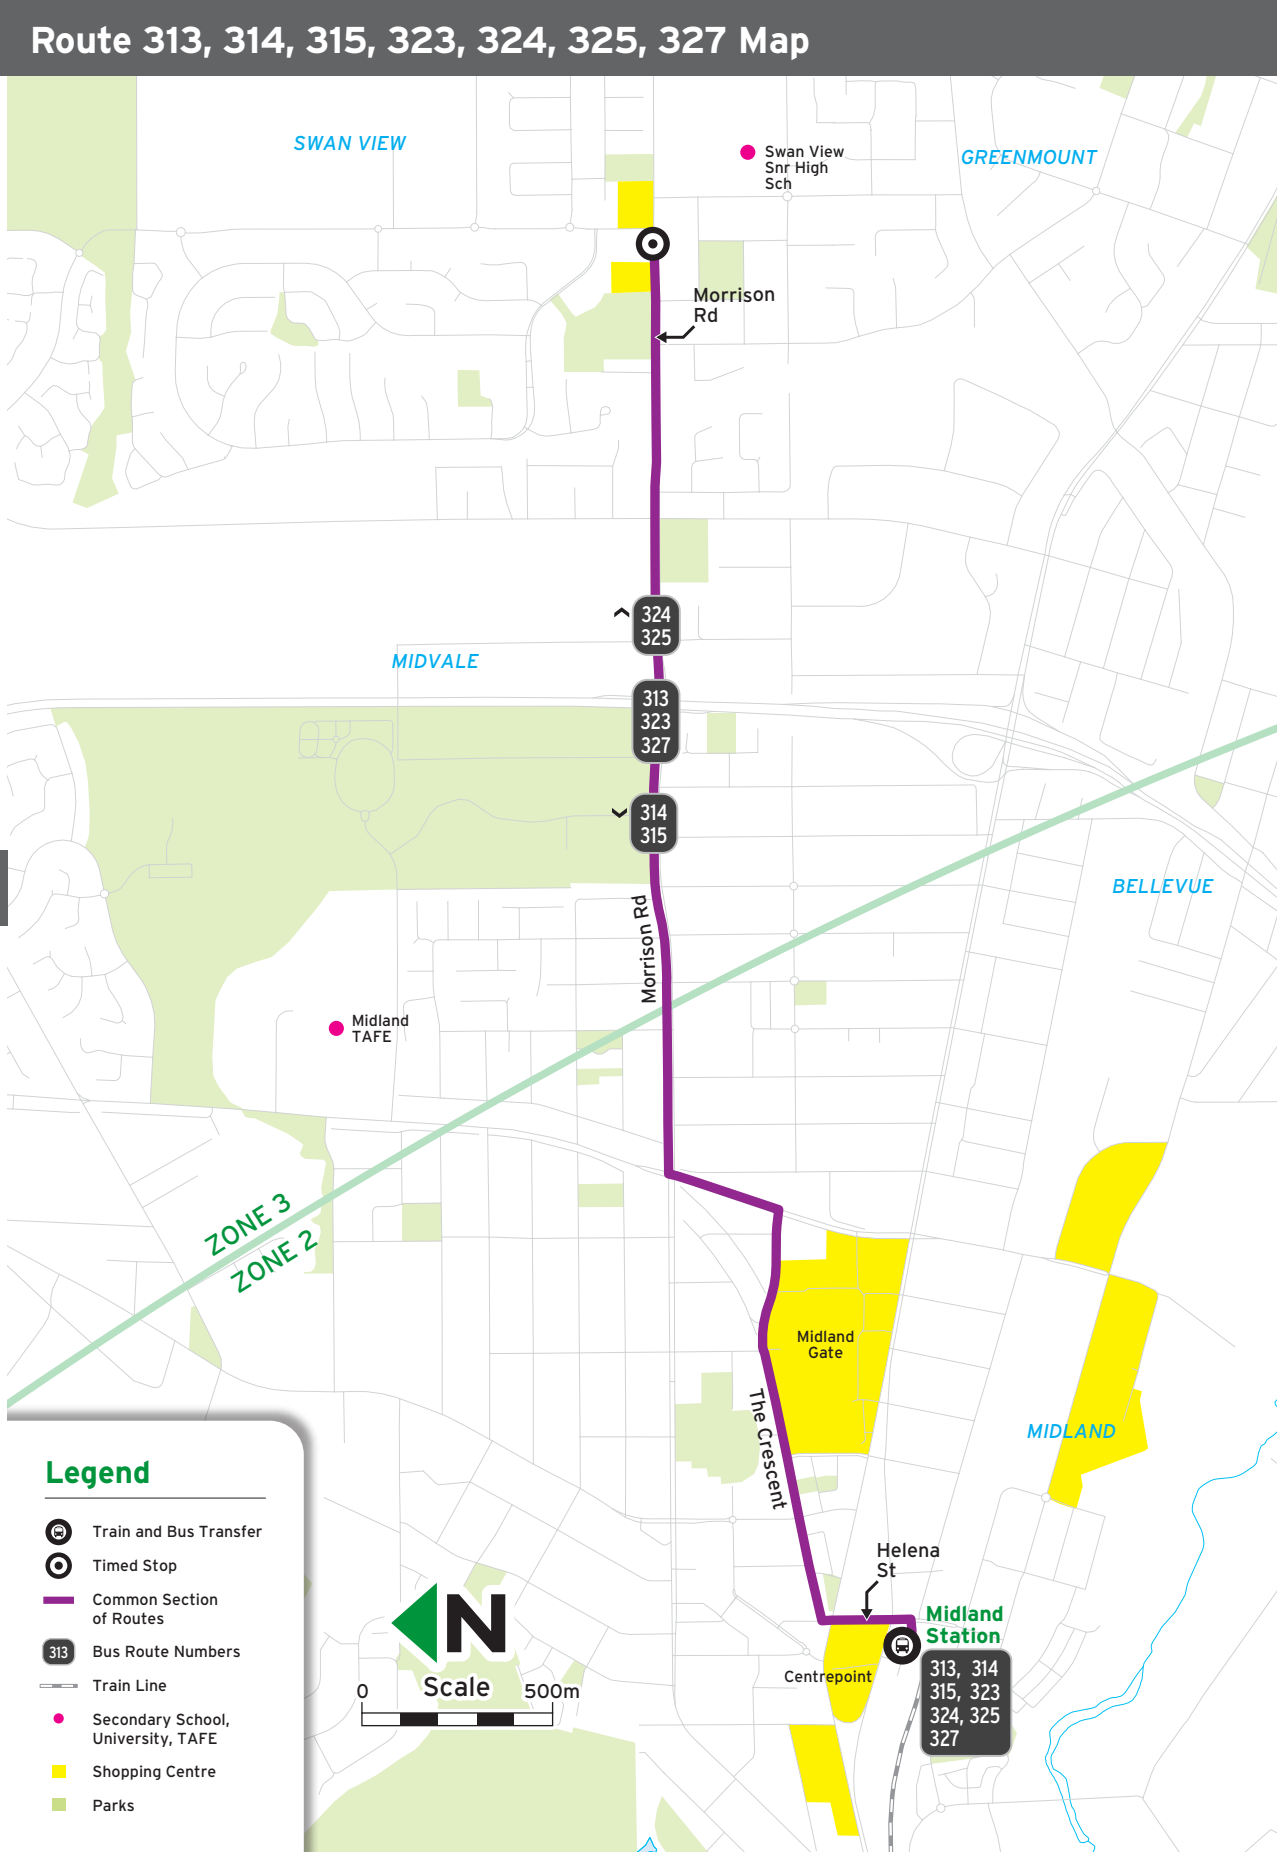 Route 313, 314, 315, 323, 324, 325, 327 Map
SWAN VIEW
Swan View
Snr High
Sch
GREENMOUNT
Morrison
Rd
324
325
MIDVALE
313
323
327
314
315
BELLEVUE
Morrison Rd
Midland
TAFE
ZONE 3
ZONE 2
Midland
Gate
The Crescent
MIDLAND
Helena
St
Midland
Station
Centrepoint
313, 314
315, 323
324, 325
327
N
Scale
0 500m
Legend
Train and Bus Transfer
Timed Stop
Common Section
of Routes
313 Bus Route Numbers
Train Line
Secondary School,
University, TAFE
Shopping Centre
Parks